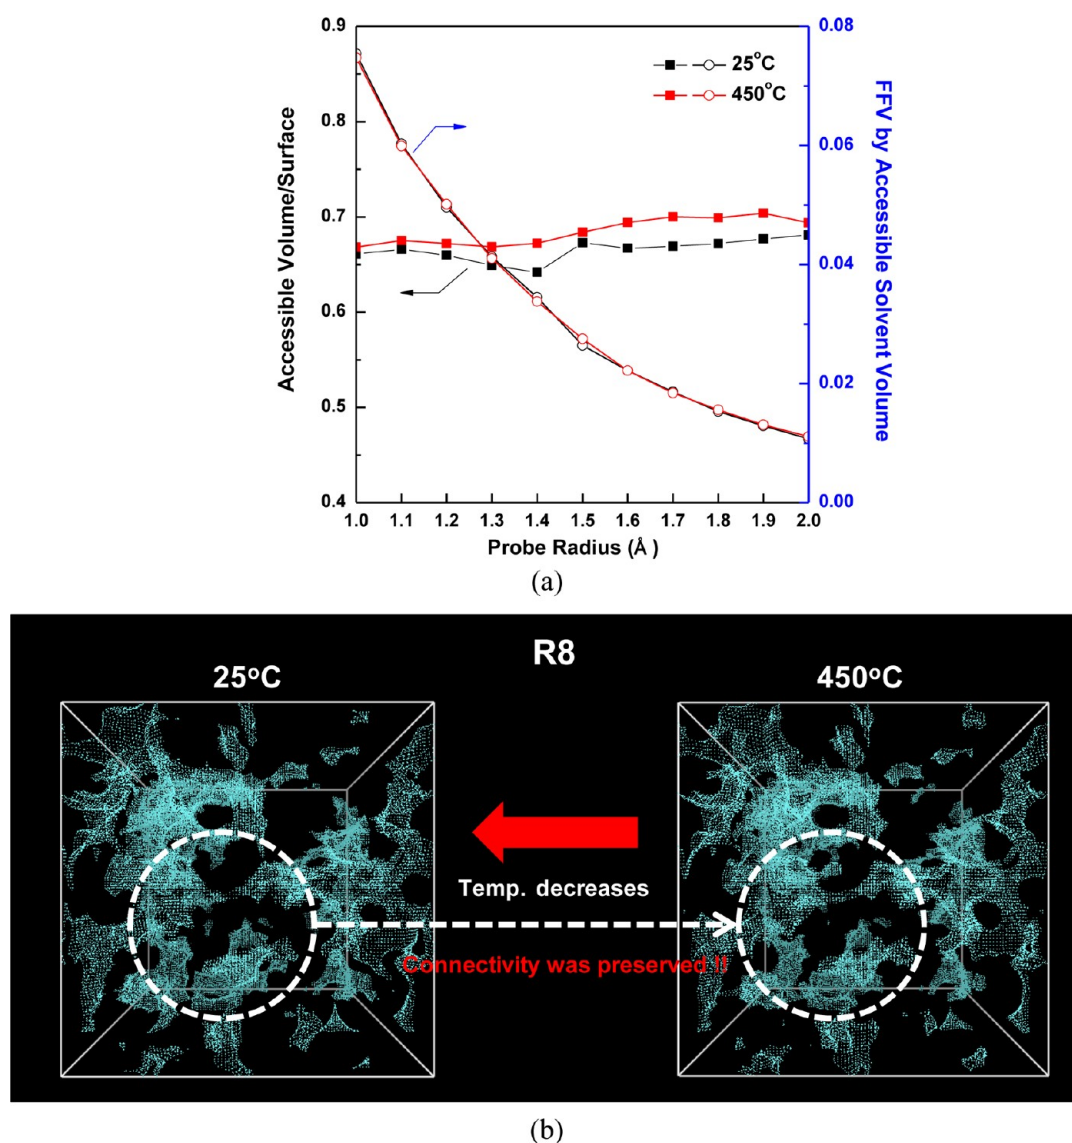 0.9
0.8
0.7
0.6
0.5
0.4
Accessible Volume/Surface
0.08
0.06
0.04
0.02
0.00
FFV by Accessible Solvent Volume
25°C
450°C
1.0 1.1 1.2 1.3 1.4 1.5 1.6 1.7 1.8 1.9 2.0
Probe Radius (Å )
(a)
R8
25°C
450°C
Temp. decreases
Connectivity was preserved !!
(b)